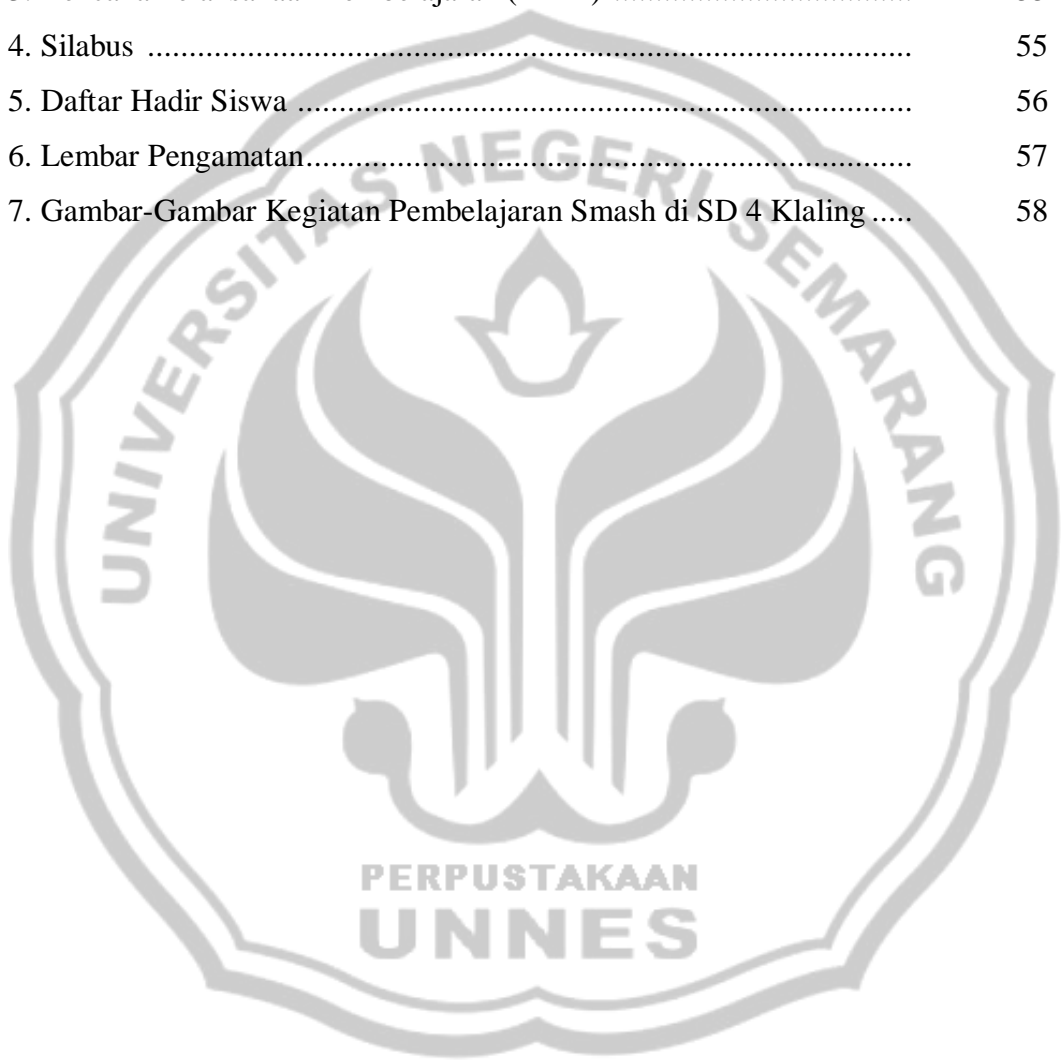 4. Silabus ............................................................................................. 55
5. Daftar Hadir Siswa ........................................................................... 56
6. Lembar Pengamatan.......................................................................... 57
7. Gambar-Gambar Kegiatan Pembelajaran Smash di SD 4 Klaling ..... 58
UNIVERSITAS NEGERI SEMARANG
PERPUSTAKAAN
UNNES